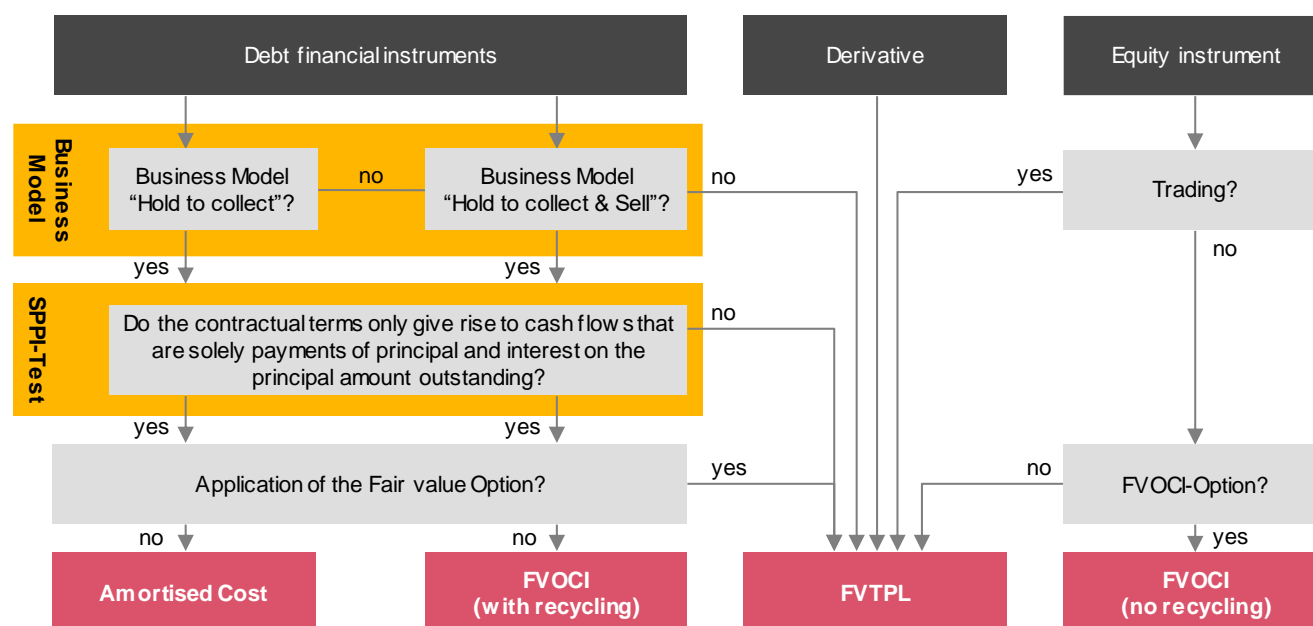 Debt financial instruments
Derivative
Equity instrument
Business
Model
Business Model
“Hold to collect”?
no
Business Model
“Hold to collect & Sell”?
no
yes
Trading?
yes
yes
no
SPPI-Test
Do the contractual terms only give rise to cash flows that
are solely payments of principal and interest on the
principal amount outstanding?
no
yes
yes
Application of the Fair value Option?
yes
no
FVOCI-Option?
no
no
yes
Amortised Cost
FVOCI
(with recycling)
FVTPL
FVOCI
(no recycling)